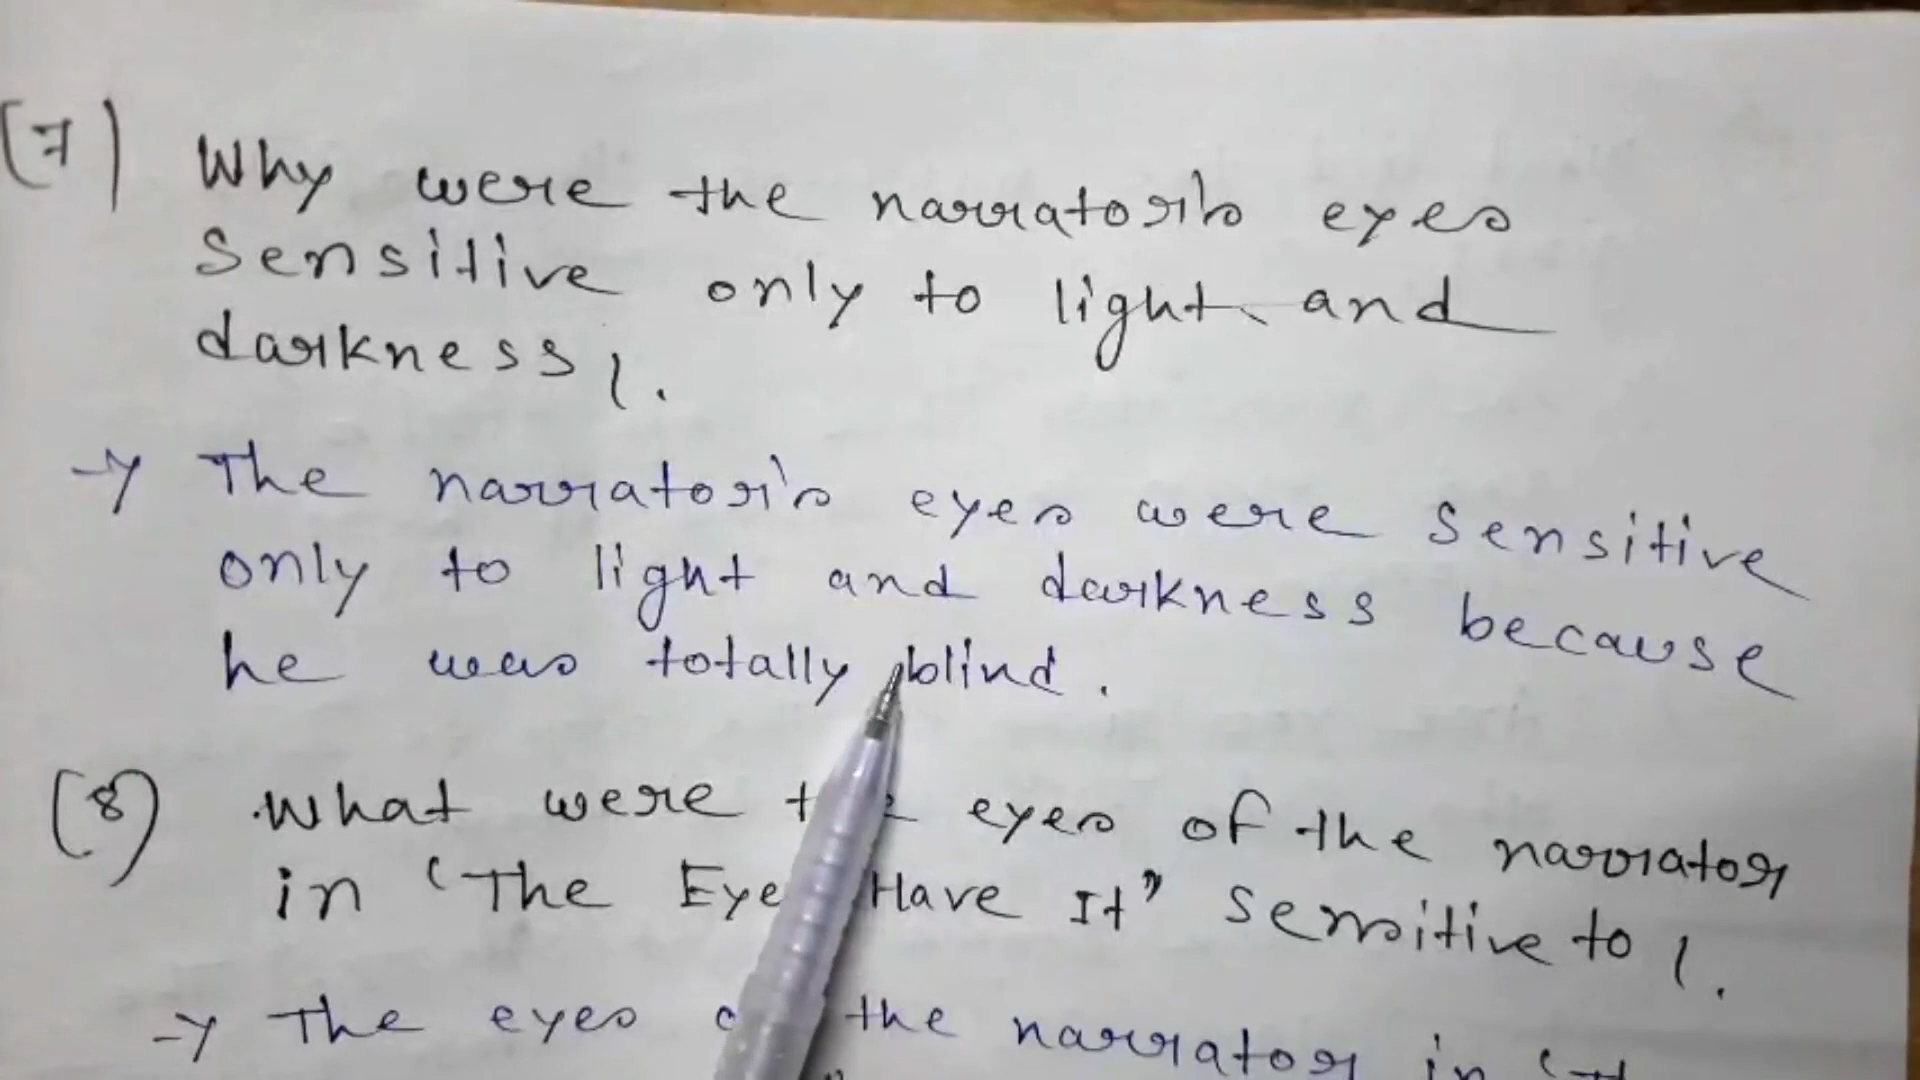 (7) Why were the narrator's eyes
Sensitive only to light and
darkness?
→ The narrator's eyes were sensitive
only to light and darkness because
he was totally blind.
(8) What were the eyes of the narrator
in "The Eye Have It" sensitive to?
→ The eyes the narrator in